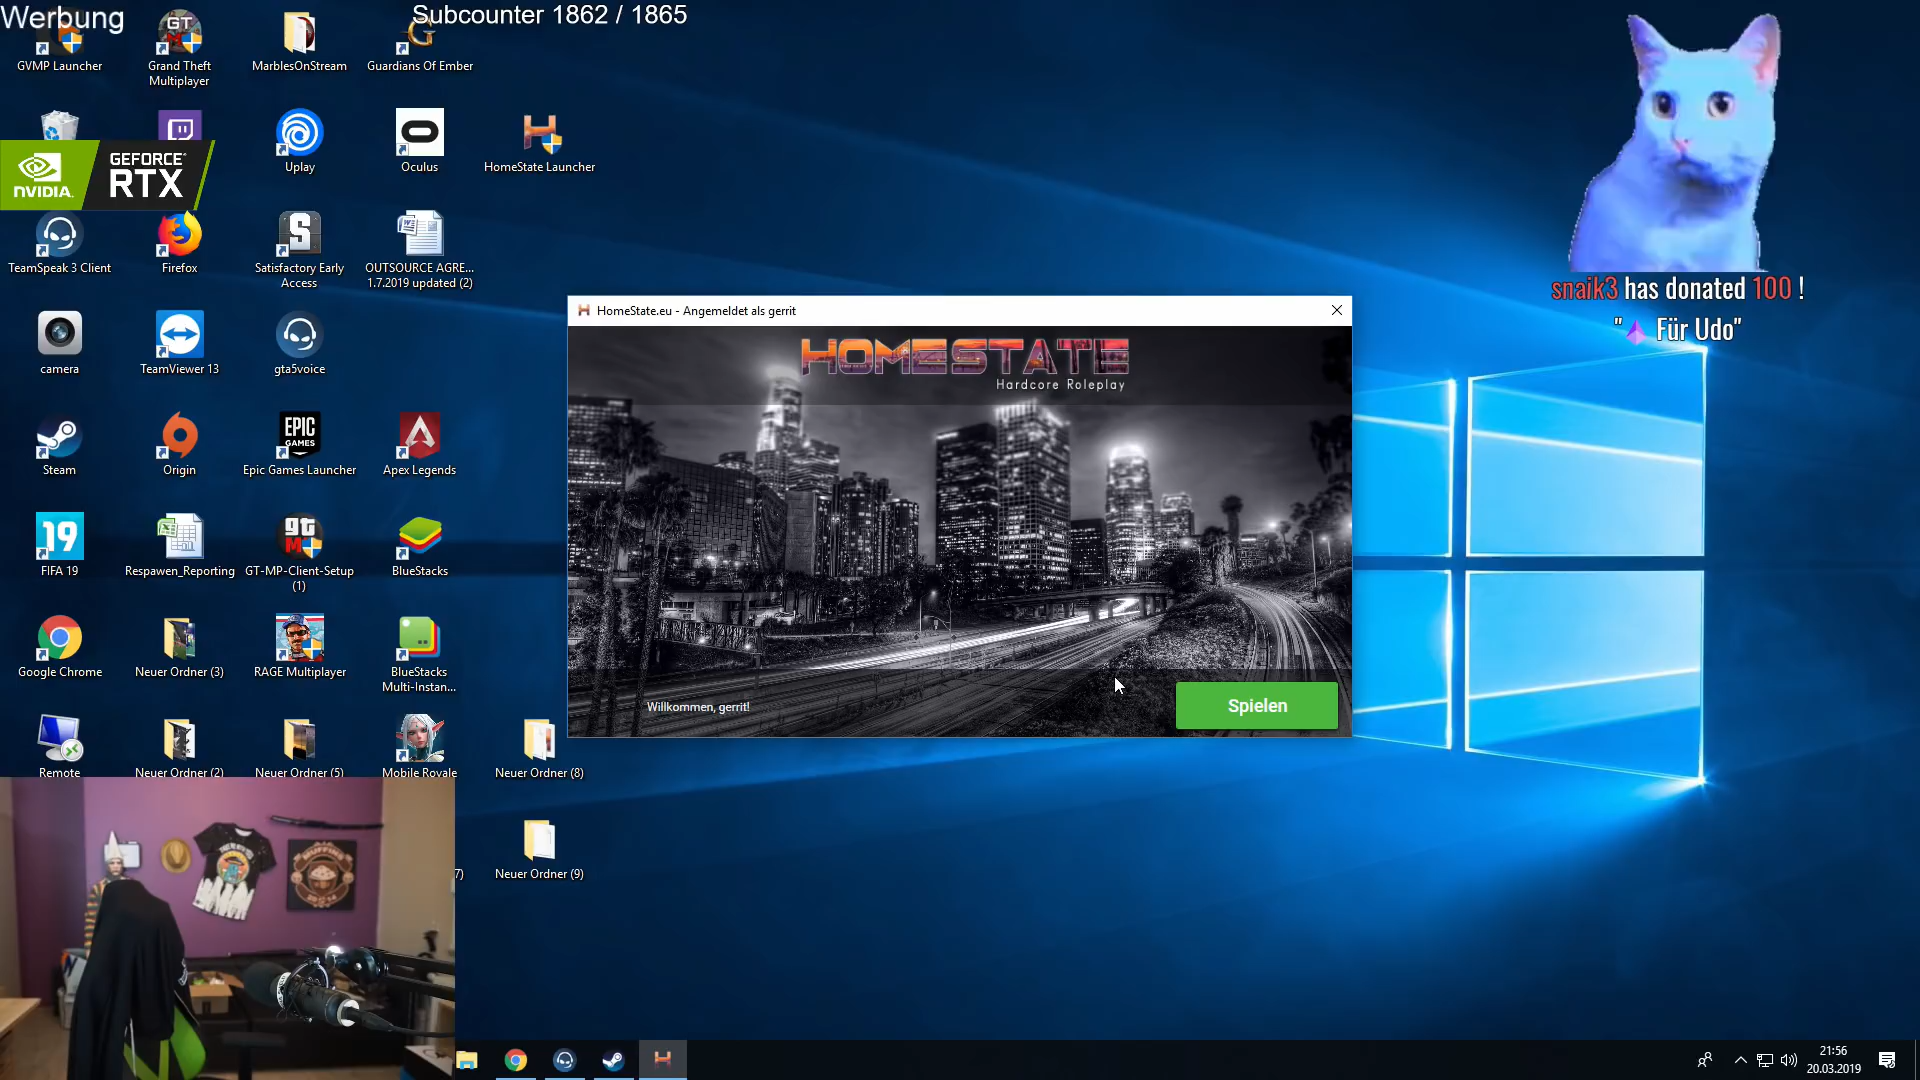 Werbung
Subcounter 1862 / 1865
GVMP Launcher
Grand Theft
Multiplayer
MarblesOnStream
Guardians Of Ember
NVIDIA.
GEFORCE
RTX
Uplay
Oculus
HomeState Launcher
TeamSpeak 3 Client
Firefox
Satisfactory Early
Access
OUTSOURCE AGRE...
1.7.2019 updated (2)
snaik3 has donated 100 !
" Für Udo"
HomeState.eu - Angemeldet als gerrit
HOMESTATE
Hardcore Roleplay
camera
TeamViewer 13
gta5voice
Steam
Origin
EPIC
GAMES
Epic Games Launcher
Apex Legends
19
FIFA 19
Respawen_Reporting
GT-MP-Client-Setup
(1)
BlueStacks
Google Chrome
Neuer Ordner (3)
RAGE Multiplayer
BlueStacks
Multi-Instan...
Willkommen, gerrit!
Spielen
Remote
Neuer Ordner (2)
Neuer Ordner (5)
Mobile Royale
Neuer Ordner (8)
7)
Neuer Ordner (9)
21:56
20.03.2019